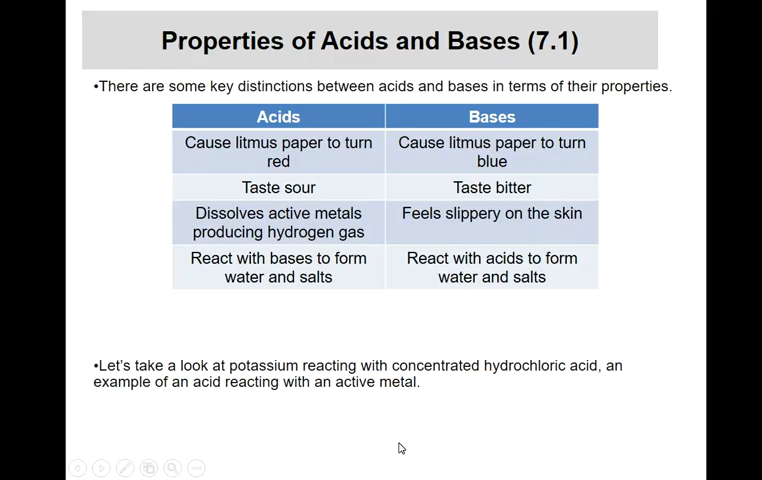 Properties of Acids and Bases (7.1)
•There are some key distinctions between acids and bases in terms of their properties.
Acids Bases
Cause litmus paper to turn red Cause litmus paper to turn blue
Taste sour Taste bitter
Dissolves active metals producing hydrogen gas Feels slippery on the skin
React with bases to form water and salts React with acids to form water and salts
•Let's take a look at potassium reacting with concentrated hydrochloric acid, an
example of an acid reacting with an active metal.